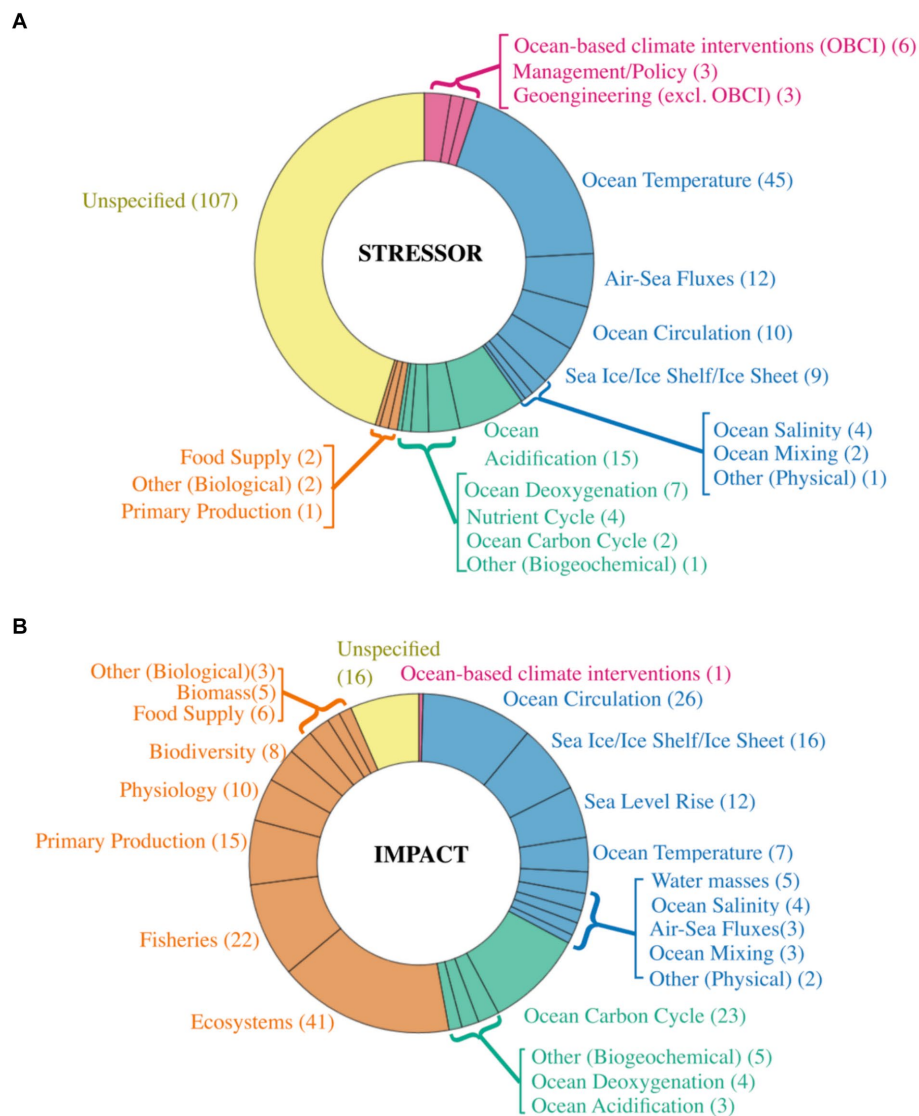 A
Ocean-based climate interventions (OBCI) (6)
Management/Policy (3)
Geoengineering (excl. OBCI) (3)
Ocean Temperature (45)
Unspecified (107)
STRESSOR
Air-Sea Fluxes (12)
Ocean Circulation (10)
Sea Ice/Ice Shelf/Ice Sheet (9)
Ocean Salinity (4)
Ocean Mixing (2)
Other (Physical) (1)
Ocean
Acidification (15)
Food Supply (2)
Other (Biological) (2)
Primary Production (1)
Ocean Deoxygenation (7)
Nutrient Cycle (4)
Ocean Carbon Cycle (2)
Other (Biogeochemical) (1)
B
Unspecified
(16)
Ocean-based climate interventions (1)
Other (Biological)(3)
Biomass(5)
Food Supply (6)
Ocean Circulation (26)
Sea Ice/Ice Shelf/Ice Sheet (16)
Biodiversity (8)
Physiology (10)
Sea Level Rise (12)
Primary Production (15)
IMPACT
Ocean Temperature (7)
Water masses (5)
Ocean Salinity (4)
Air-Sea Fluxes(3)
Ocean Mixing (3)
Other (Physical) (2)
Fisheries (22)
Ecosystems (41)
Ocean Carbon Cycle (23)
Other (Biogeochemical) (5)
Ocean Deoxygenation (4)
Ocean Acidification (3)